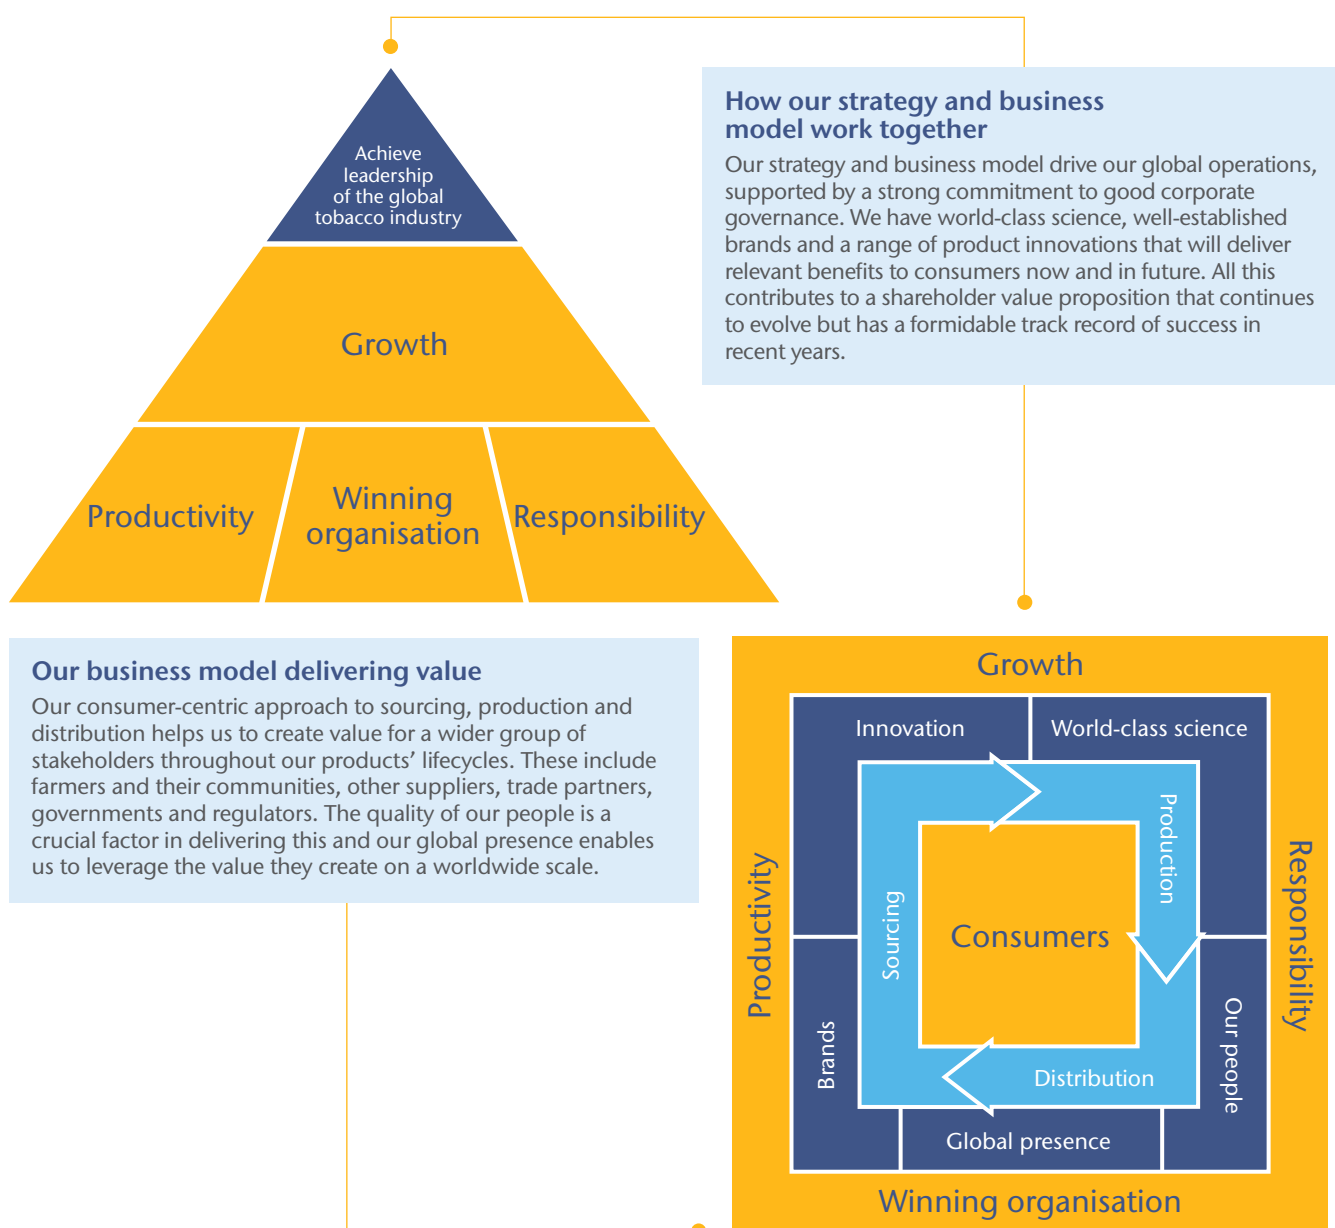 Achieve
leadership
of the global
tobacco industry
Growth
Productivity
Winning
organisation
Responsibility
How our strategy and business
model work together
Our strategy and business model drive our global operations,
supported by a strong commitment to good corporate
governance. We have world-class science, well-established
brands and a range of product innovations that will deliver
relevant benefits to consumers now and in future. All this
contributes to a shareholder value proposition that continues
to evolve but has a formidable track record of success in
recent years.
Our business model delivering value
Our consumer-centric approach to sourcing, production and
distribution helps us to create value for a wider group of
stakeholders throughout our products’ lifecycles. These include
farmers and their communities, other suppliers, trade partners,
governments and regulators. The quality of our people is a
crucial factor in delivering this and our global presence enables
us to leverage the value they create on a worldwide scale.
Growth
Innovation
World-class science
Production
Productivity
Responsibility
Sourcing
Consumers
Brands
Our people
Distribution
Global presence
Winning organisation